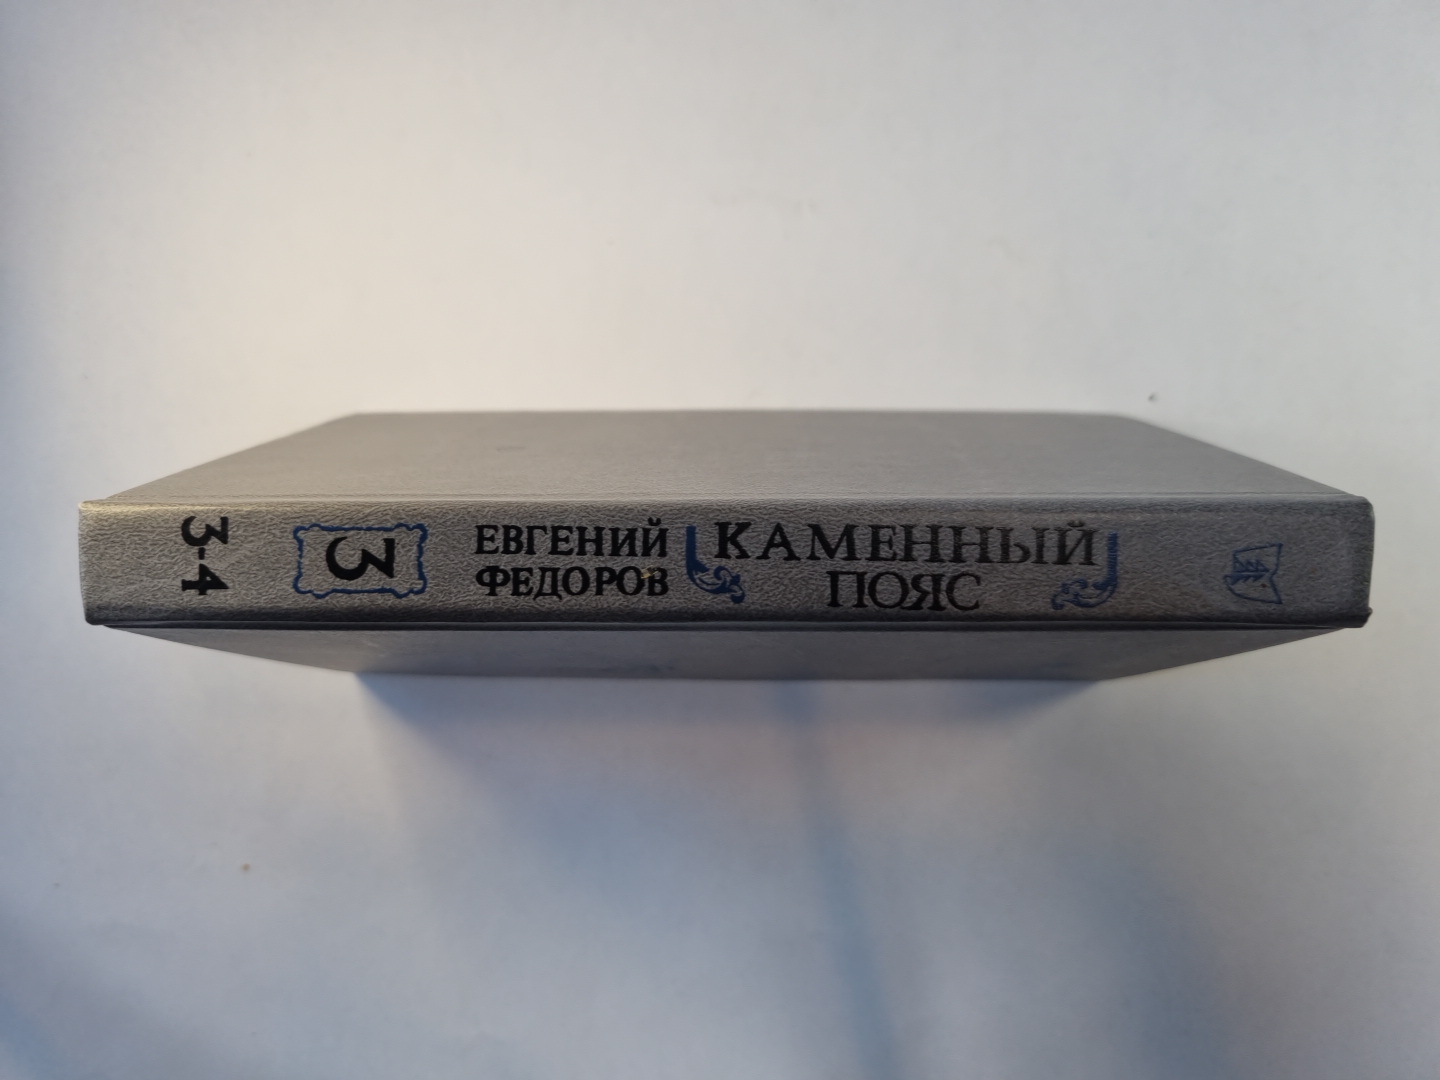 3-4
3
ЕВГЕНИЙ
ФЕДОРОВ
КАМЕННЫЙ
ПОЯС